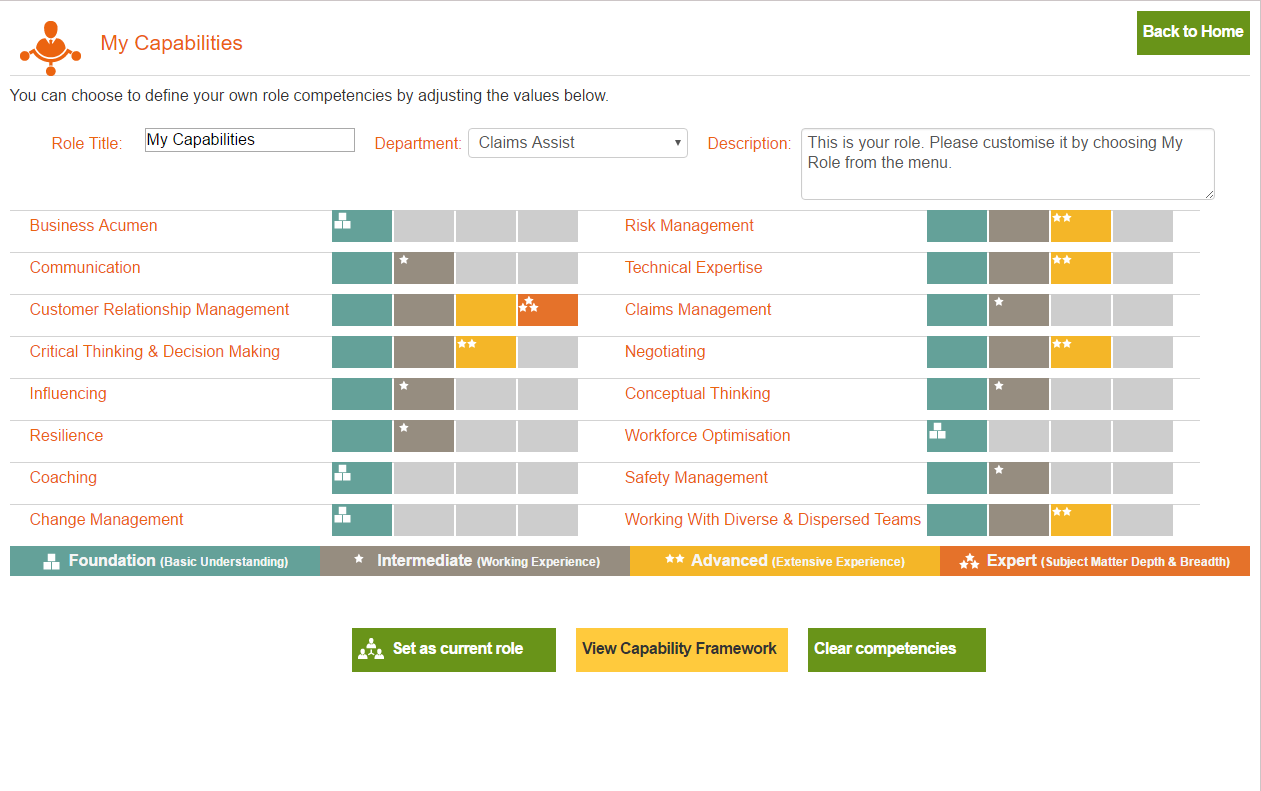 My Capabilities
Back to Home
You can choose to define your own role competencies by adjusting the values below.
Role Title: My Capabilities Department: Claims Assist Description: This is your role. Please customise it by choosing My
Role from the menu.
Business Acumen
Risk Management
Communication
Technical Expertise
Customer Relationship Management
Claims Management
Critical Thinking & Decision Making
Negotiating
Influencing
Conceptual Thinking
Resilience
Workforce Optimisation
Coaching
Safety Management
Change Management
Working With Diverse & Dispersed Teams
Foundation (Basic Understanding)
Intermediate (Working Experience)
Advanced (Extensive Experience)
Expert (Subject Matter Depth & Breadth)
Set as current role
View Capability Framework
Clear competencies